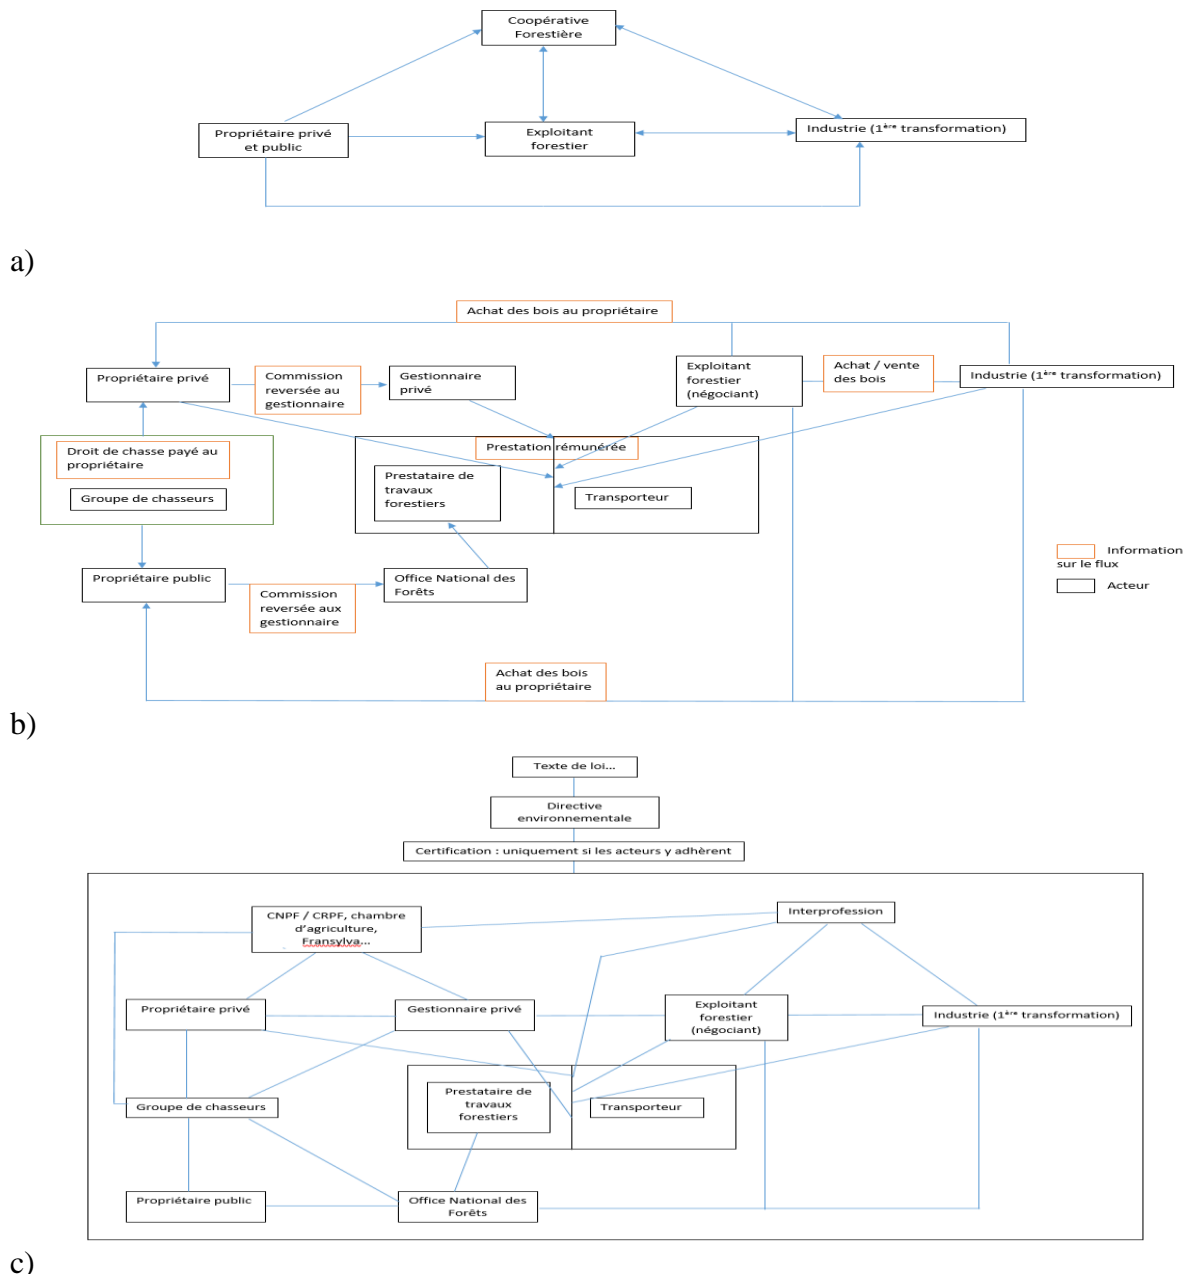 Coopérative
Forestière
Propriétaire privé
et public
Exploitant
forestier
Industrie (1ère transformation)
a)
Achat des bois au propriétaire
Propriétaire privé
Commission
reversée au
gestionnaire
Gestionnaire
privé
Exploitant
forestier
(négociant)
Achat / vente
des bois
Industrie (1ère transformation)
Droit de chasse payé au
propriétaire
Groupe de chasseurs
Prestation rémunérée
Prestataire de
travaux
forestiers
Transporteur
Propriétaire public
Commission
reversée aux
gestionnaire
Office National des
Forêts
Information
sur le flux
Acteur
Achat des bois
au propriétaire
b)
Texte de loi...
Directive
environnementale
Certification : uniquement si les acteurs y adhèrent
CNPF / CRPF, chambre
d'agriculture,
Fransylva...
Interprofession
Propriétaire privé
Gestionnaire privé
Exploitant
forestier
(négociant)
Industrie (1ère transformation)
Groupe de chasseurs
Prestataire de
travaux
forestiers
Transporteur
Propriétaire public
Office National des
Forêts
c)